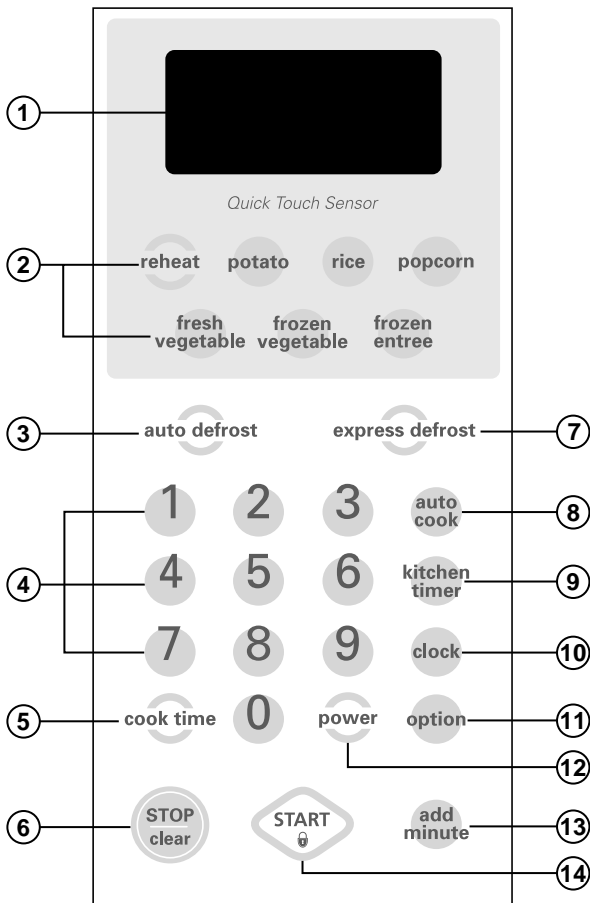 1
Quick Touch Sensor
2
reheat potato rice popcorn
fresh vegetable frozen vegetable frozen entree
3
auto defrost express defrost
7
1 2 3 auto cook
8
4
4 5 6 kitchen timer
9
7 8 9 clock
10
5
cook time 0 power option
11
12
6
STOP
clear
START
add minute
13
14